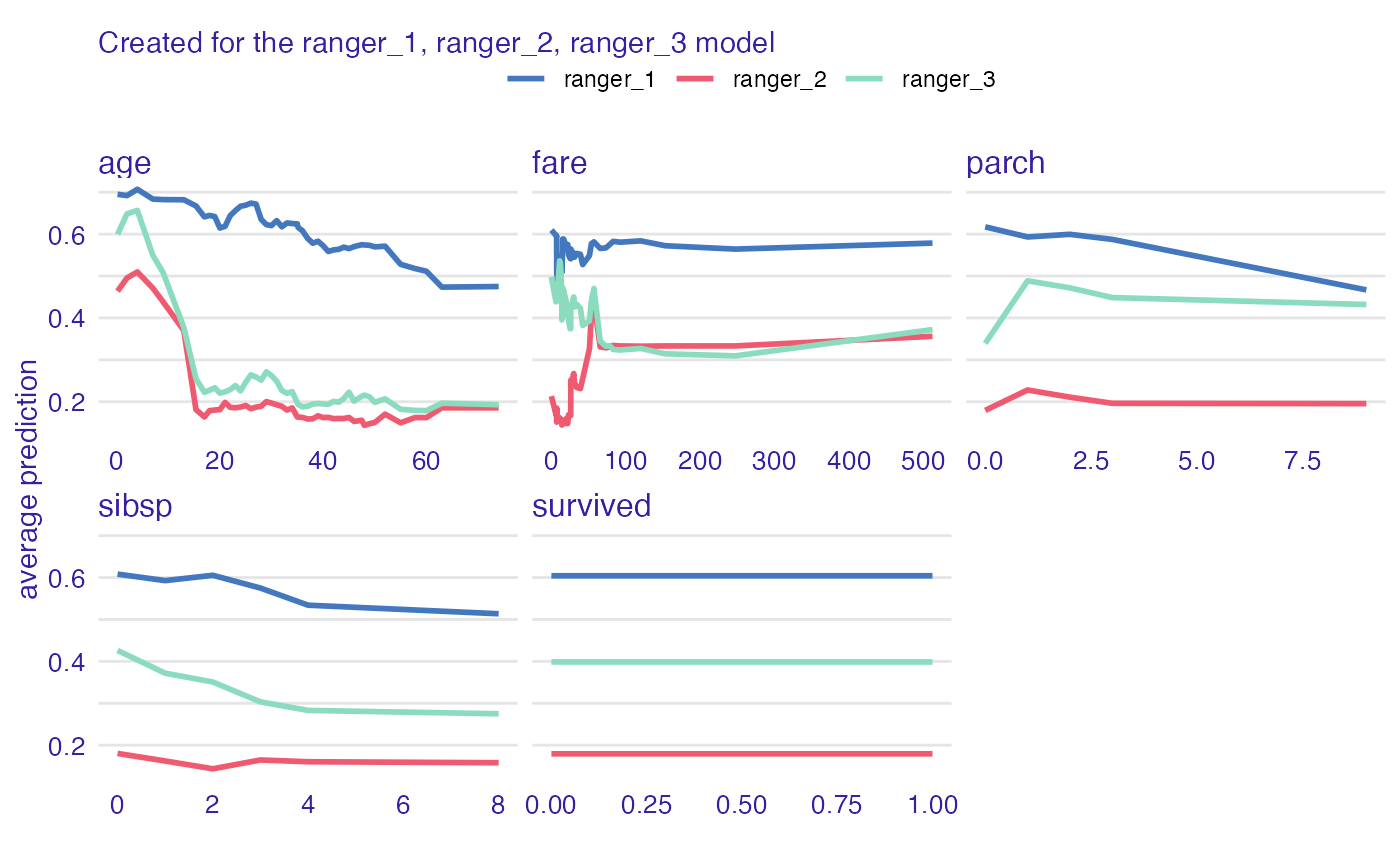 Created for the ranger_1, ranger_2, ranger_3 model
ranger_1 ranger_2 ranger_3
age fare parch
0.6
0.4
0.2
0 20 40 60 0 100 200 300 400 500 0.0 2.5 5.0 7.5
average prediction
sibsp survived
0.6
0.4
0.2
0 2 4 6 8 0.00 0.25 0.50 0.75 1.00